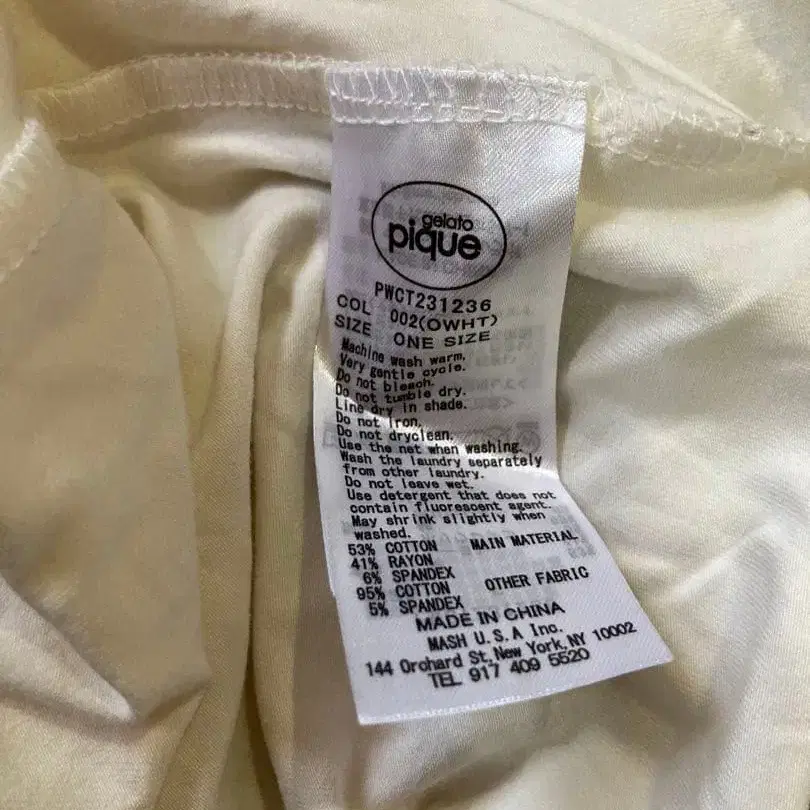 gelato
pique
PWCT231236
COL 002(OWHT)
SIZE ONE SIZE
Machine wash warm.
Very gentle cycle.
Do not bleach.
Do not tumble dry.
Line dry in shade.
Do not iron.
Do not dryclean.
Use the net when washing.
Wash the laundry separately
from other laundry.
Do not leave wet.
Use detergent that does not
contain fluorescent agent.
May shrink slightly when
washed.
53% COTTON MAIN MATERIAL
41% RAYON
6% SPANDEX
95% COTTON OTHER FABRIC
5% SPANDEX
MADE IN CHINA
MASH U.S.A Inc.
144 Orchard St, New York, NY 10002
TEL 917 409 5520